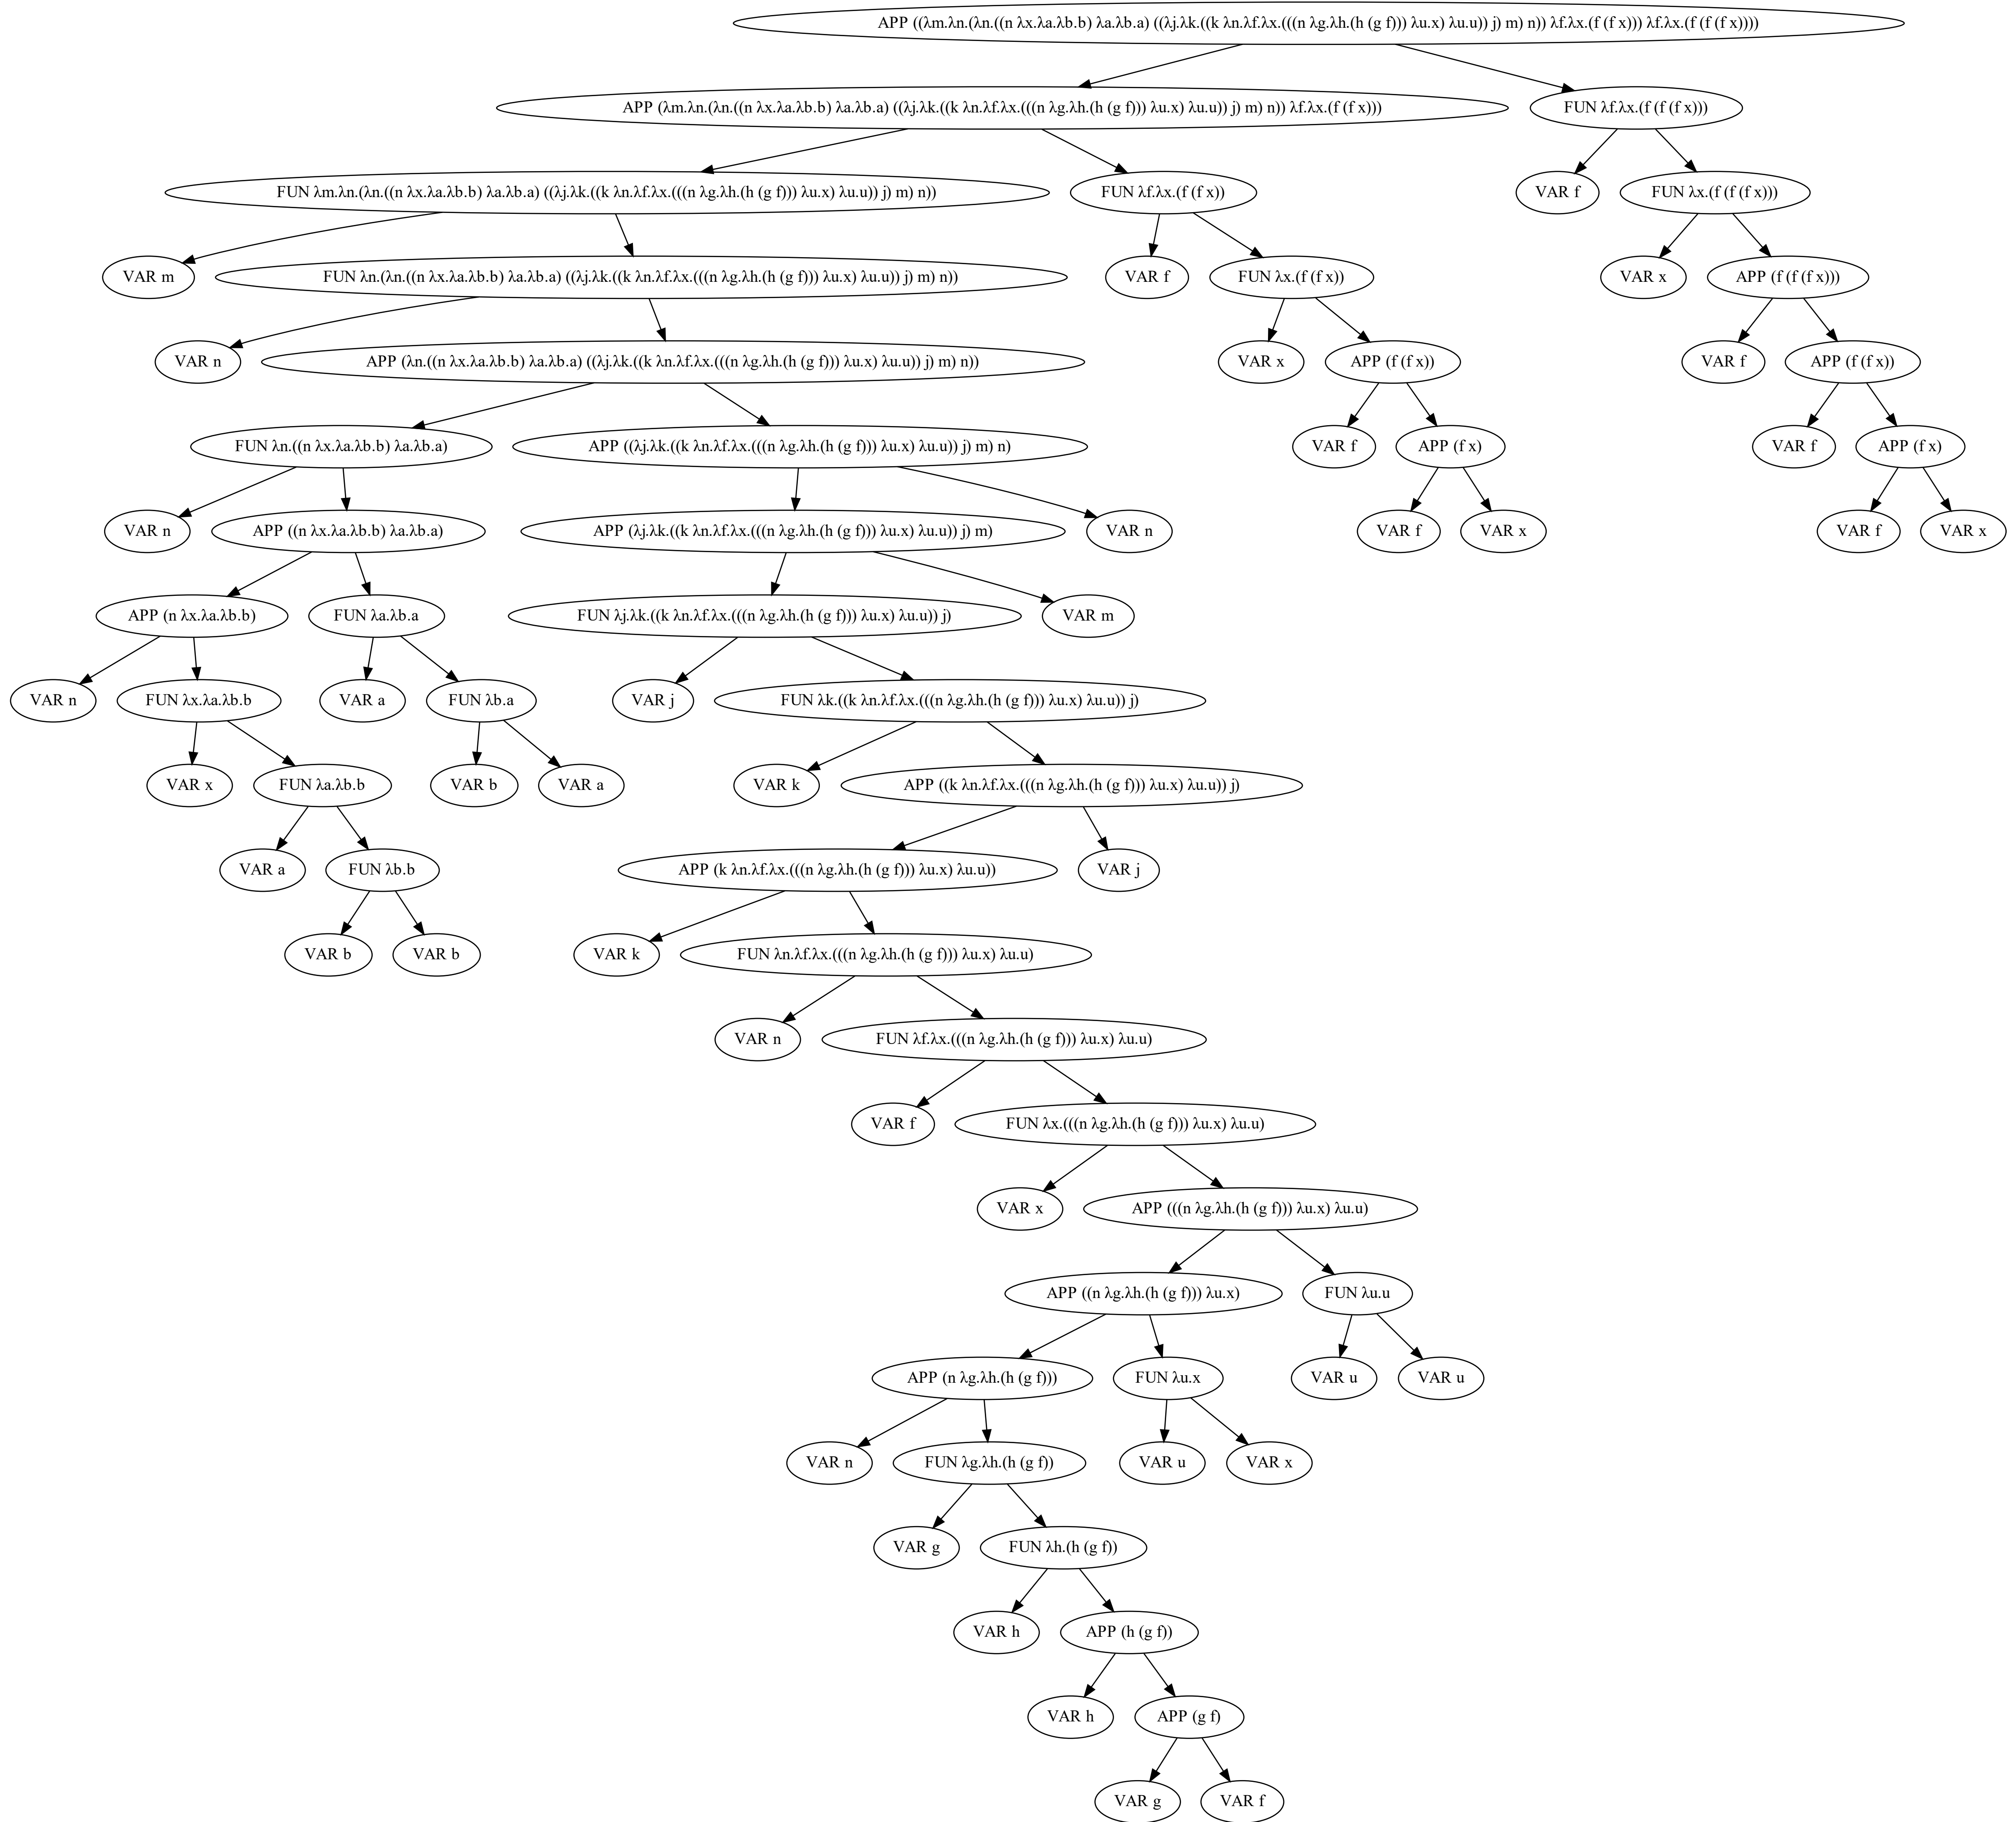 APP ((λm.λn.(λn.((n λx.λa.λb.b) λa.λb.a) ((λj.λk.((k λn.λf.λx.(((n λg.λh.(h (g f))) λu.x) λu.u)) j) m) n)) λf.λx.(f (f x))) λf.λx.(f (f (f x))))
APP (λm.λn.(λn.((n λx.λa.λb.b) λa.λb.a) ((λj.λk.((k λn.λf.λx.(((n λg.λh.(h (g f))) λu.x) λu.u)) j) m) n)) λf.λx.(f (f x)))
FUN λf.λx.(f (f (f x)))
FUN λm.λn.(λn.((n λx.λa.λb.b) λa.λb.a) ((λj.λk.((k λn.λf.λx.(((n λg.λh.(h (g f))) λu.x) λu.u)) j) m) n))
FUN λf.λx.(f (f x))
VAR f
FUN λx.(f (f (f x)))
VAR m
FUN λn.(λn.((n λx.λa.λb.b) λa.λb.a) ((λj.λk.((k λn.λf.λx.(((n λg.λh.(h (g f))) λu.x) λu.u)) j) m) n))
VAR f
FUN λx.(f (f x))
VAR x
APP (f (f (f x)))
VAR n
APP (λn.((n λx.λa.λb.b) λa.λb.a) ((λj.λk.((k λn.λf.λx.(((n λg.λh.(h (g f))) λu.x) λu.u)) j) m) n))
VAR x
APP (f (f x))
VAR f
APP (f (f x))
FUN λn.((n λx.λa.λb.b) λa.λb.a)
APP ((λj.λk.((k λn.λf.λx.(((n λg.λh.(h (g f))) λu.x) λu.u)) j) m) n)
VAR f
APP (f x)
VAR f
APP (f x)
VAR n
APP ((n λx.λa.λb.b) λa.λb.a)
APP (λj.λk.((k λn.λf.λx.(((n λg.λh.(h (g f))) λu.x) λu.u)) j) m)
VAR n
VAR f
VAR x
VAR f
VAR x
APP (n λx.λa.λb.b)
FUN λa.λb.a
FUN λj.λk.((k λn.λf.λx.(((n λg.λh.(h (g f))) λu.x) λu.u)) j)
VAR m
VAR n
FUN λx.λa.λb.b
VAR a
FUN λb.a
VAR j
FUN λk.((k λn.λf.λx.(((n λg.λh.(h (g f))) λu.x) λu.u)) j)
VAR x
FUN λa.λb.b
VAR b
VAR a
VAR k
APP ((k λn.λf.λx.(((n λg.λh.(h (g f))) λu.x) λu.u)) j)
VAR a
FUN λb.b
APP (k λn.λf.λx.(((n λg.λh.(h (g f))) λu.x) λu.u))
VAR j
VAR b
VAR b
VAR k
FUN λn.λf.λx.(((n λg.λh.(h (g f))) λu.x) λu.u)
VAR n
FUN λf.λx.(((n λg.λh.(h (g f))) λu.x) λu.u)
VAR f
FUN λx.(((n λg.λh.(h (g f))) λu.x) λu.u)
VAR x
APP (((n λg.λh.(h (g f))) λu.x) λu.u)
APP ((n λg.λh.(h (g f))) λu.x)
FUN λu.u
APP (n λg.λh.(h (g f)))
FUN λu.x
VAR u
VAR u
VAR n
FUN λg.λh.(h (g f))
VAR u
VAR x
VAR g
FUN λh.(h (g f))
VAR h
APP (h (g f))
VAR h
APP (g f)
VAR g
VAR f